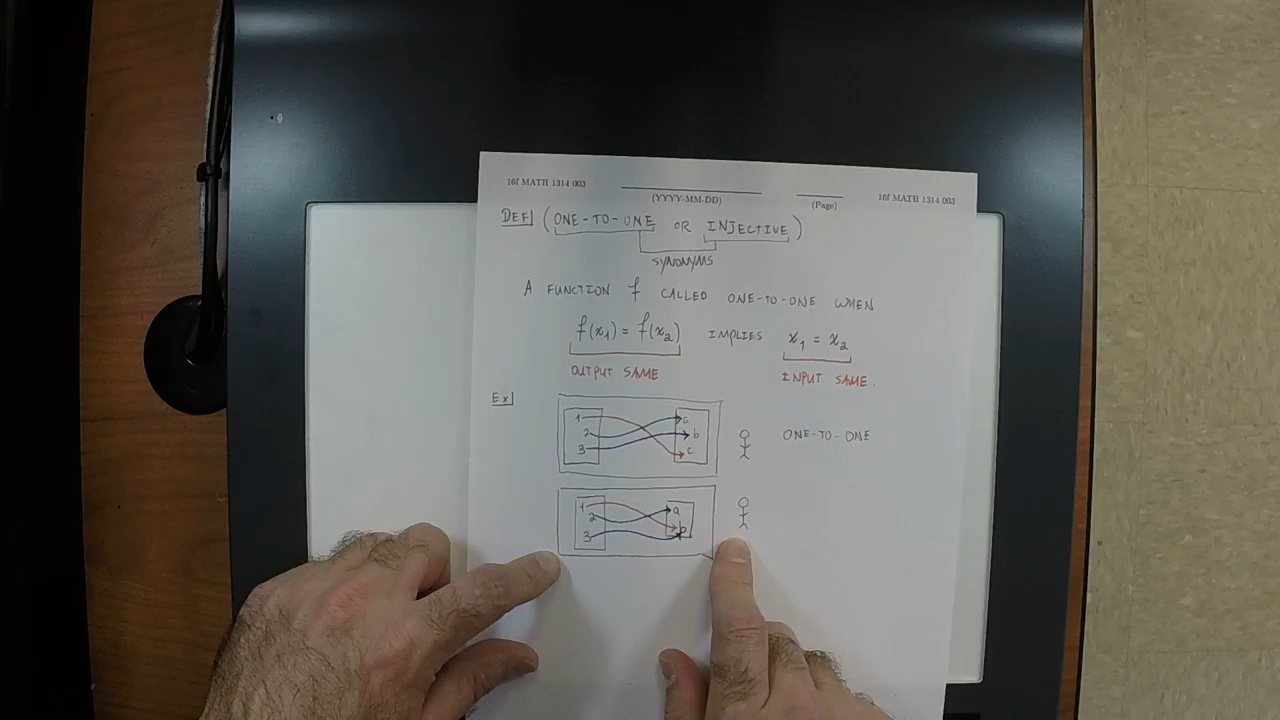 16f MATH 1314 003 (YYYY-MM-DD) (Page) 16f MATH 1314 003
DEF (ONE-TO-ONE OR INJECTIVE)
SYNONYMS
A FUNCTION f CALLED ONE-TO-ONE WHEN
f(x₁) = f(x₂) IMPLIES x₁ = x₂
OUTPUT SAME INPUT SAME.
Ex
1 a
2 b
3 c
ONE-TO-ONE
1 a
2 b
3